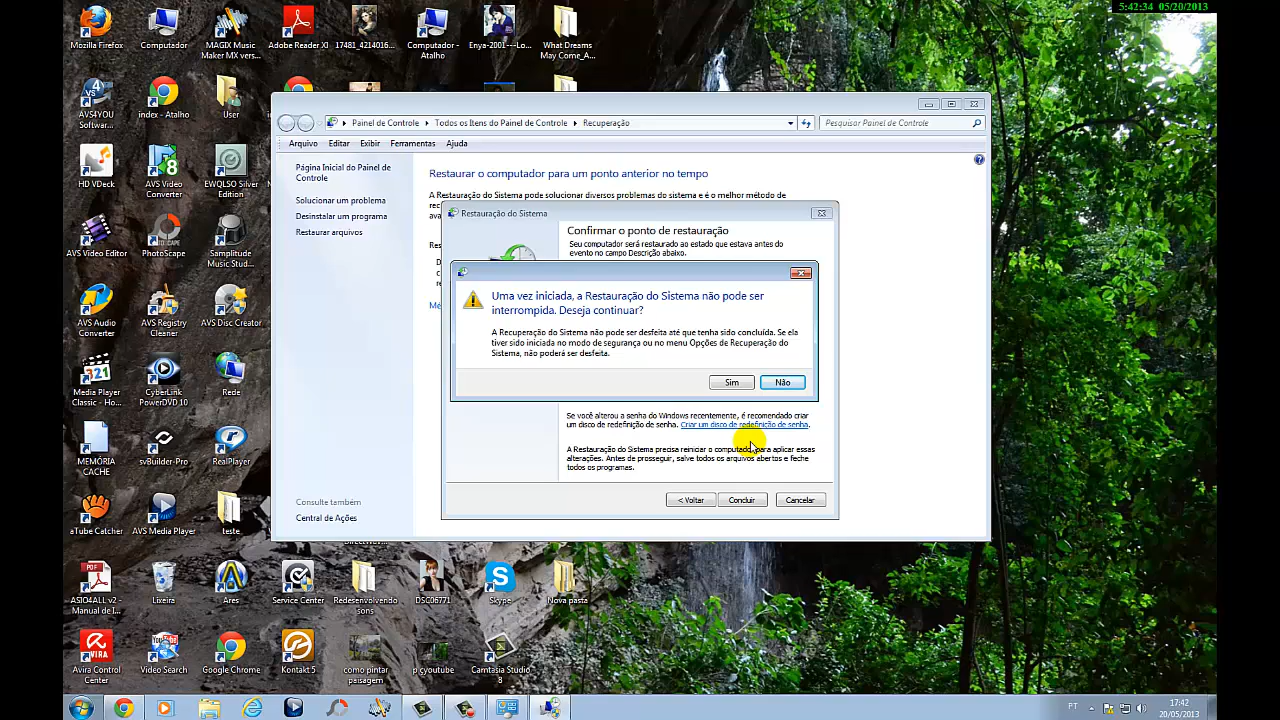 5:42:34 05/20/2013
Mozilla Firefox
Computador
MAGIX Music
Maker MX vers...
Adobe Reader XI
17481_4214016...
Computador -
Atalho
Enya-2001---Lo...
What Dreams
May Come_A...
AVS4YOU
Softwar...
index - Atalho
User
HD VDeck
AVS Video
Converter
EWQLSO Silver
Edition
AVS Video Editor
PhotoScape
Samplitude
Music Stud...
AVS Audio
Converter
AVS Registry
Cleaner
AVS Disc Creator
Media Player
Classic - Ho...
CyberLink
PowerDVD 10
Rede
MEMÓRIA
CACHE
svBuilder-Pro
RealPlayer
aTube Catcher
AVS Media Player
teste
ASIO4ALL v2 -
Manual de I...
Lixeira
Ares
Service Center
Redesenvolvendo
sons
DSC06771
Skype
Nova pasta
Avira Control
Center
Video Search
Google Chrome
Kontakt 5
como pintar
paisagem
p cyoutube
Camtasia Studio
8
Painel de Controle
Todos os Itens do Painel de Controle
Recuperação
Pesquisar Painel de Controle
Arquivo Editar Exibir Ferramentas Ajuda
Página Inicial do Painel de
Controle
Solucionar um problema
Desinstalar um programa
Restaurar arquivos
Consulte também
Central de Ações
Restaurar o computador para um ponto anterior no tempo
A Restauração do Sistema pode solucionar diversos problemas do sistema e é o melhor método de
Restauração do Sistema
Confirmar o ponto de restauração
Seu computador será restaurado ao estado que estava antes do
evento no campo Descrição abaixo.
Uma vez iniciada, a Restauração do Sistema não pode ser
interrompida. Deseja continuar?
A Recuperação do Sistema não pode ser desfeita até que tenha sido concluída. Se ela
tiver sido iniciada no modo de segurança ou no menu Opções de Recuperação do
Sistema, não poderá ser desfeita.
Sim
Não
Se você alterou a senha do Windows recentemente, é recomendado criar
um disco de redefinição de senha. Criar um disco de redefinição de senha.
A Restauração do Sistema precisa reiniciar o computador para aplicar essas
alterações. Antes de prosseguir, salve todos os arquivos abertos e feche
todos os programas.
< Voltar
Concluir
Cancelar
PT
17:42
20/05/2013